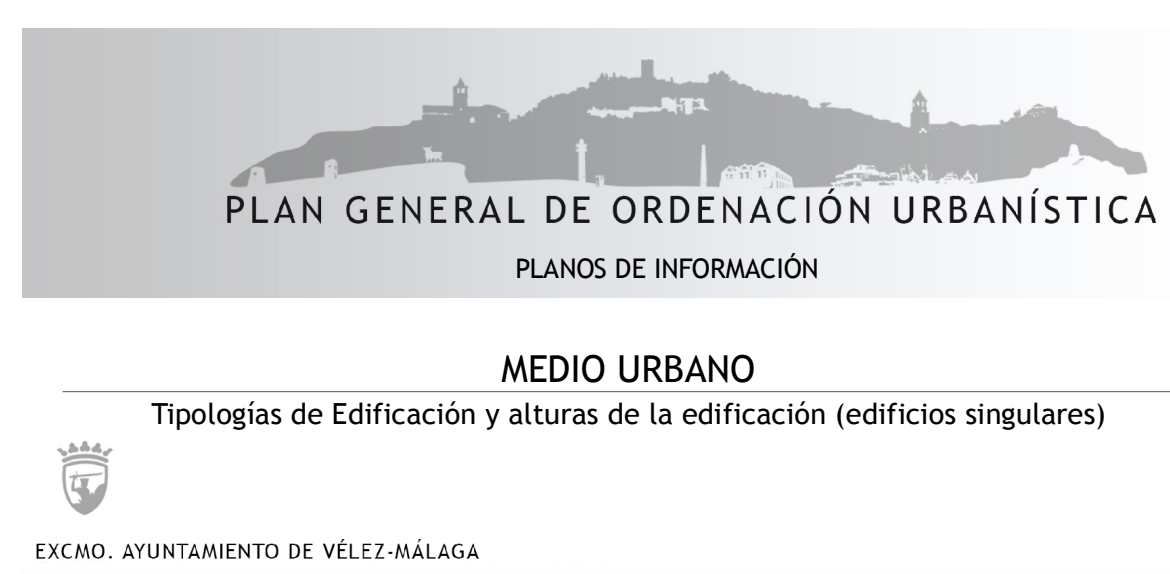 PLAN GENERAL DE ORDENACIÓN URBANÍSTICA
PLANOS DE INFORMACIÓN
MEDIO URBANO
Tipologías de Edificación y alturas de la edificación (edificios singulares)
EXCMO. AYUNTAMIENTO DE VÉLEZ-MÁLAGA